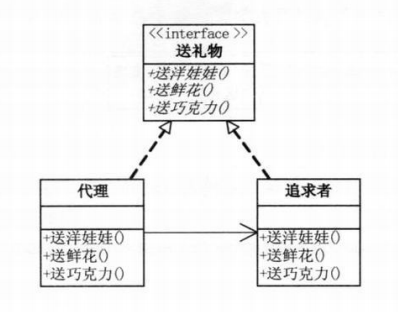 <<interface >>
送礼物
+送洋娃娃()
+送鲜花()
+送巧克力()
代理
+送洋娃娃()
+送鲜花()
+送巧克力()
追求者
+送洋娃娃()
+送鲜花()
+送巧克力()